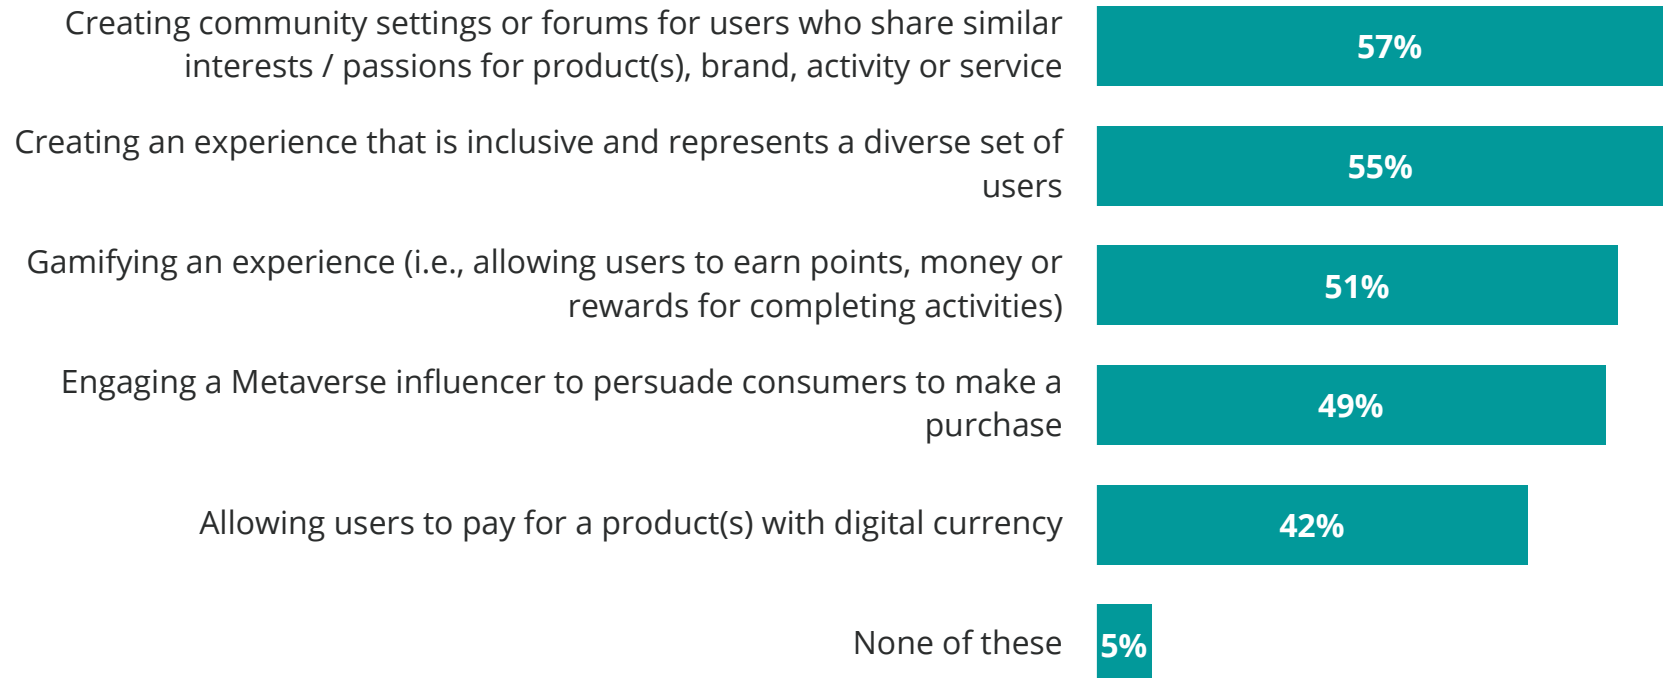 Creating community settings or forums for users who share similar
interests / passions for product(s), brand, activity or service
57%
Creating an experience that is inclusive and represents a diverse set of
users
55%
Gamifying an experience (i.e., allowing users to earn points, money or
rewards for completing activities)
51%
Engaging a Metaverse influencer to persuade consumers to make a
purchase
49%
Allowing users to pay for a product(s) with digital currency
42%
None of these
5%